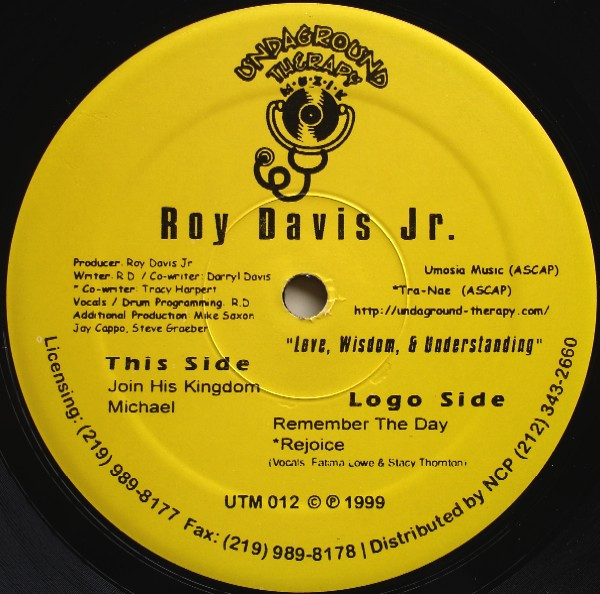 UNDAGROUND
THERAPY
M·U·Z·I·K
Roy Davis Jr.
Producer: Roy Davis Jr
Writer: R.D. / Co-writer: Darryl Davis
* Co-writer: Tracy Harpert
Vocals / Drum Programming: R.D
Additional Production: Mike Saxon
Jay Cappo, Steve Graeber
Umosia Music (ASCAP)
*Tra-Nae (ASCAP)
http://undaground-therapy.com/
"Love, Wisdom, & Understanding"
This Side
Join His Kingdom
Michael
Logo Side
Remember The Day
*Rejoice
(Vocals: Fatima Lowe & Stacy Thornton)
UTM 012 © ℗ 1999
Licensing: (219) 989-8177 Fax: (219) 989-8178 | Distributed by NCP (212) 343-2660